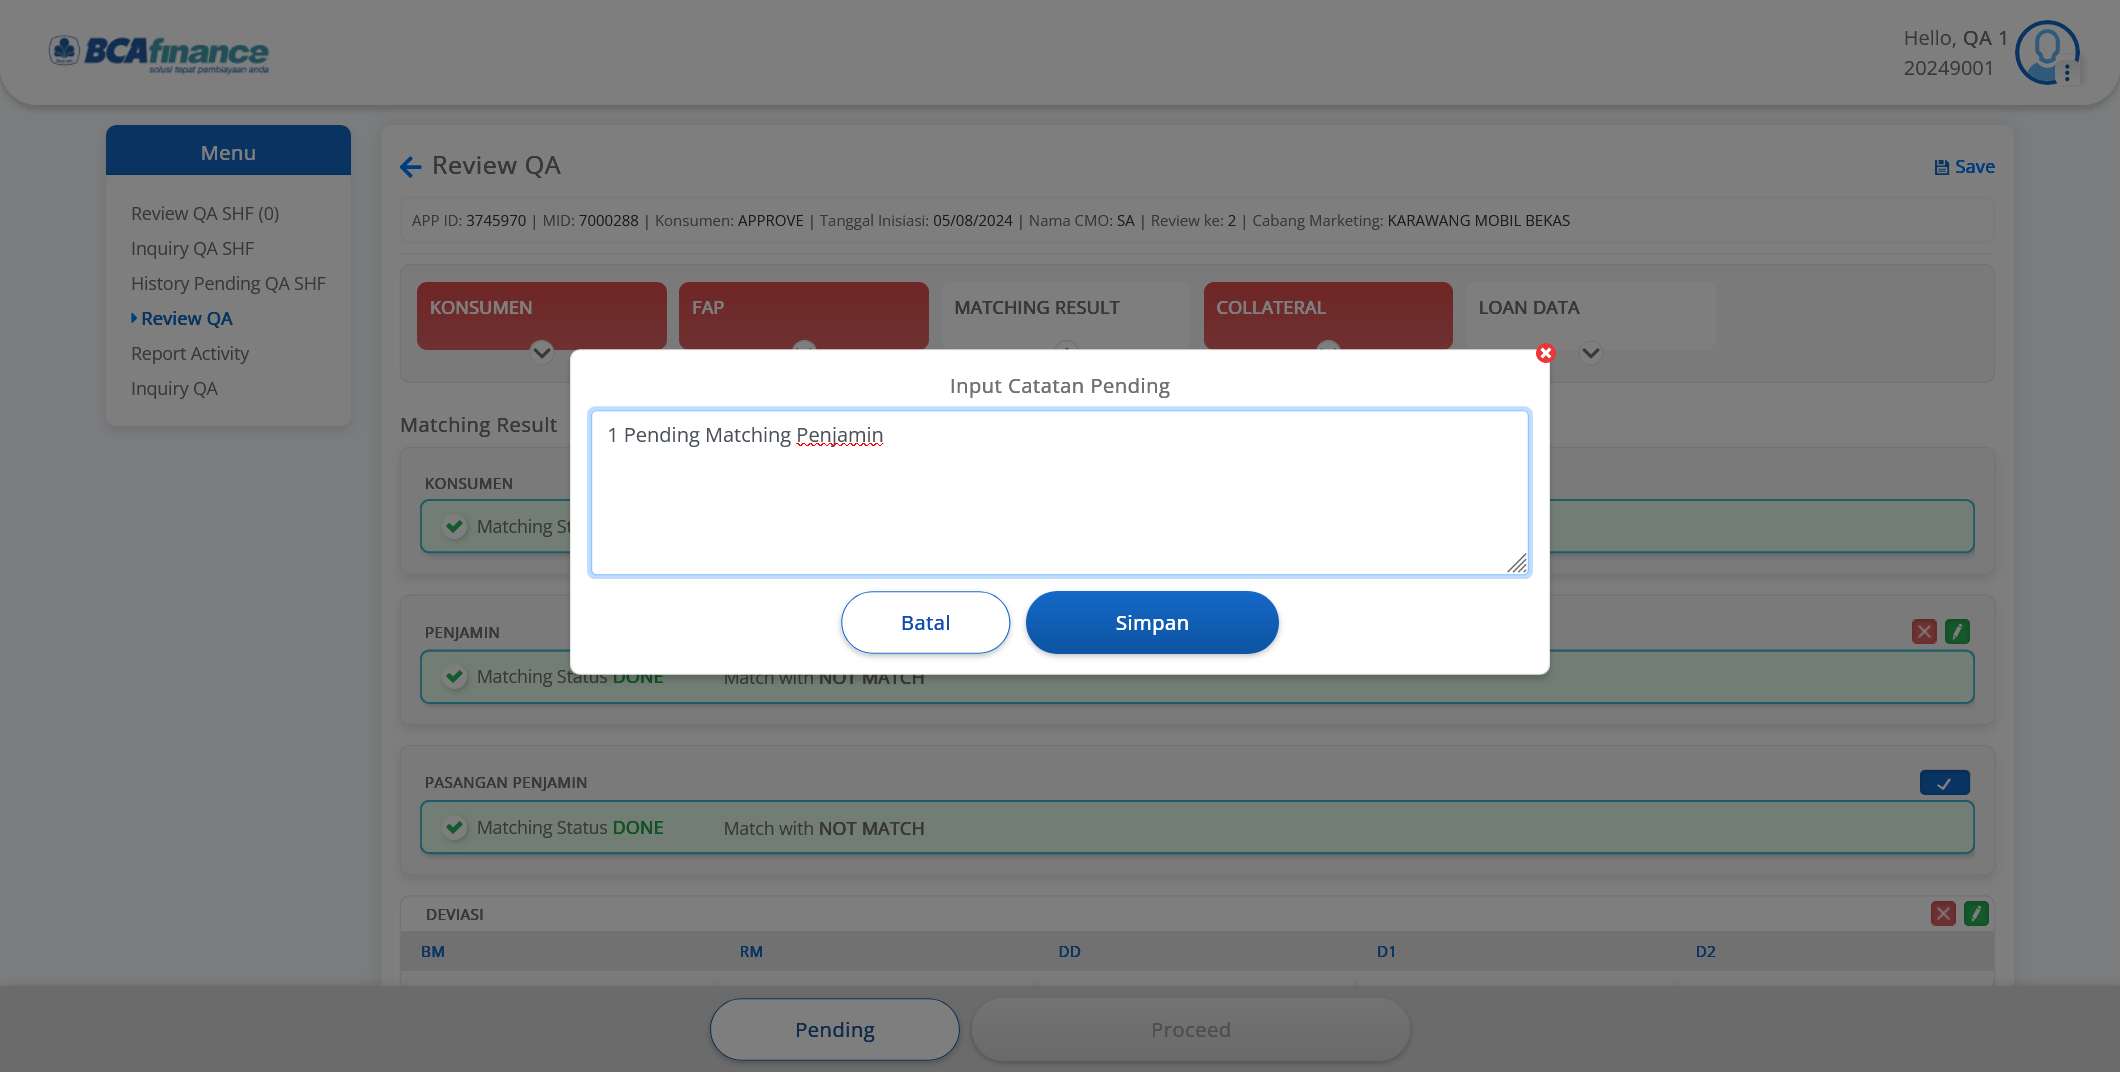 BCAfinance
solusi tepat pembiayaan anda
Hello, QA 1
20249001
Menu
Review QA SHF (0)
Inquiry QA SHF
History Pending QA SHF
Review QA
Report Activity
Inquiry QA
Review QA
Save
APP ID: 3745970 | MID: 7000288 | Konsumen: APPROVE | Tanggal Inisiasi: 05/08/2024 | Nama CMO: SA | Review ke: 2 | Cabang Marketing: KARAWANG MOBIL BEKAS
KONSUMEN
FAP
MATCHING RESULT
COLLATERAL
LOAN DATA
Input Catatan Pending
1 Pending Matching Penjamin
Batal
Simpan
Matching Result
KONSUMEN
Matching
PENJAMIN
Matching Status DONE
Match with NOT MATCH
PASANGAN PENJAMIN
Matching Status DONE
Match with NOT MATCH
DEVIASI
BM
RM
DD
D1
D2
Pending
Proceed